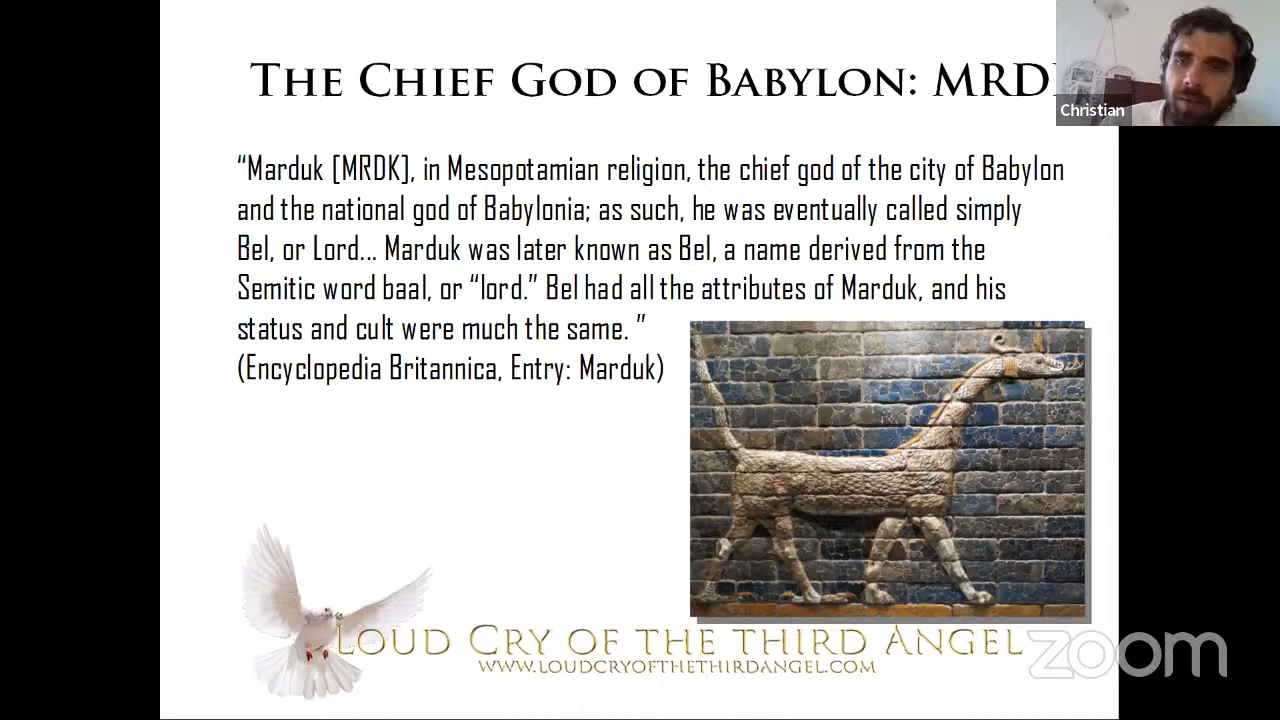 THE CHIEF GOD OF BABYLON: MRD
Christian
“Marduk [MRDK], in Mesopotamian religion, the chief god of the city of Babylon
and the national god of Babylonia; as such, he was eventually called simply
Bel, or Lord... Marduk was later known as Bel, a name derived from the
Semitic word baal, or “lord.” Bel had all the attributes of Marduk, and his
status and cult were much the same. ”
(Encyclopedia Britannica, Entry: Marduk)
LOUD CRY OF THE THIRD ANGEL
WWW.LOUDCRYOFTHETHIRDANGEL.COM
zoom